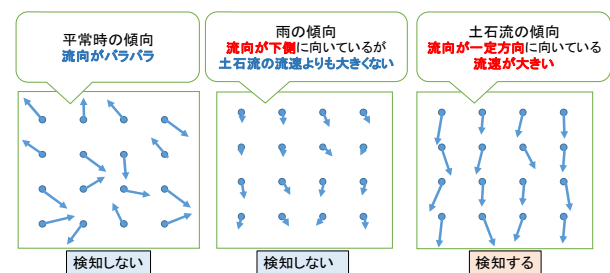 平常時の傾向
流向がバラバラ
雨の傾向
流向が下側に向いているが
土石流の流速よりも大きくない
土石流の傾向
流向が一定方向に向いている
流速が大きい
検知しない
検知しない
検知する